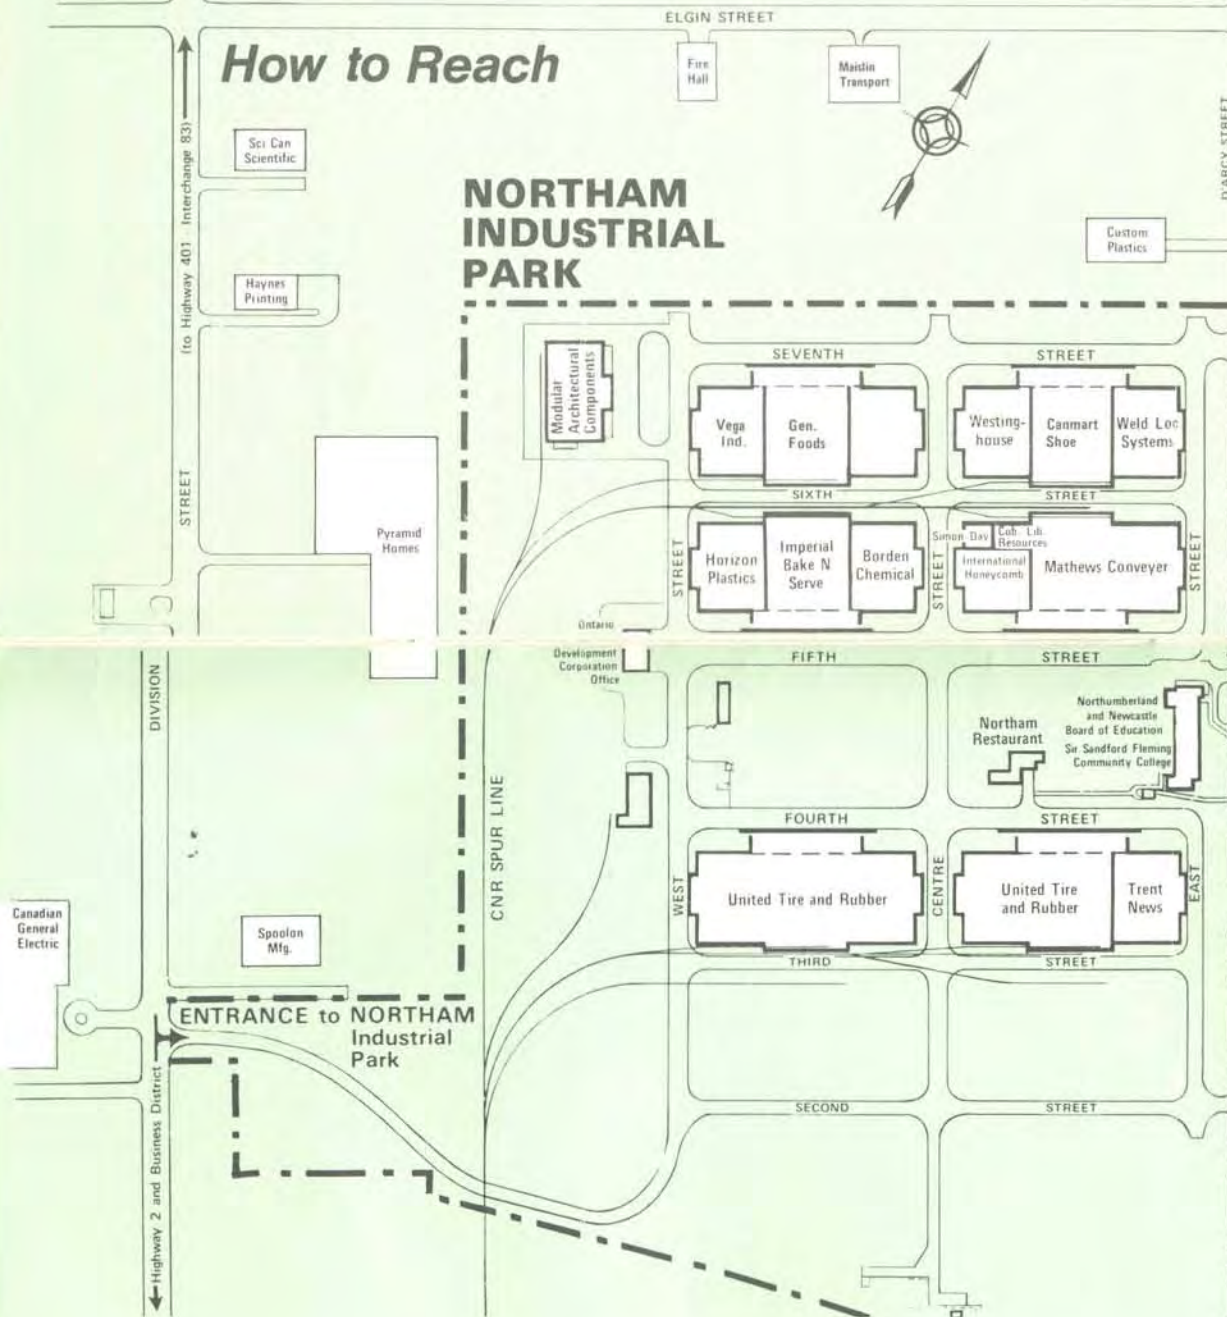 ELGIN STREET
How to Reach
Fire
Hall
Maislin
Transport
D'ARCY STREET
(to Highway 401 - Interchange 83)
Sci Can
Scientific
NORTHAM
INDUSTRIAL
PARK
Custom
Plastics
Haynes
Printing
SEVENTH STREET
Modular
Architectural
Components
Vega
Ind.
Gen.
Foods
Westing-
house
Canmart
Shoe
Weld Loc
Systems
STREET
SIXTH STREET
Pyramid
Homes
STREET
Horizon
Plastics
Imperial
Bake N
Serve
Borden
Chemical
STREET
Simon-Day
Cob. Lib.
Resources
International
Honeycomb
Mathews Conveyer
STREET
Ontario
Development
Corporation
Office
FIFTH STREET
DIVISION
Northumberland
and Newcastle
Board of Education
Sir Sandford Fleming
Community College
Northam
Restaurant
CNR SPUR LINE
FOURTH STREET
WEST
United Tire and Rubber
CENTRE
United Tire
and Rubber
Trent
News
EAST
Canadian
General
Electric
Spoolon
Mfg.
THIRD STREET
ENTRANCE to NORTHAM
Industrial
Park
SECOND STREET
Highway 2 and Business District